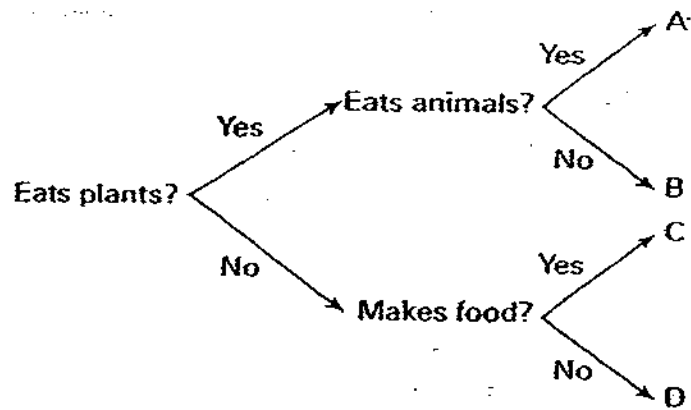 A
Yes
Eats animals?
Yes
No
B
Eats plants?
C
No
Yes
Makes food?
No
D